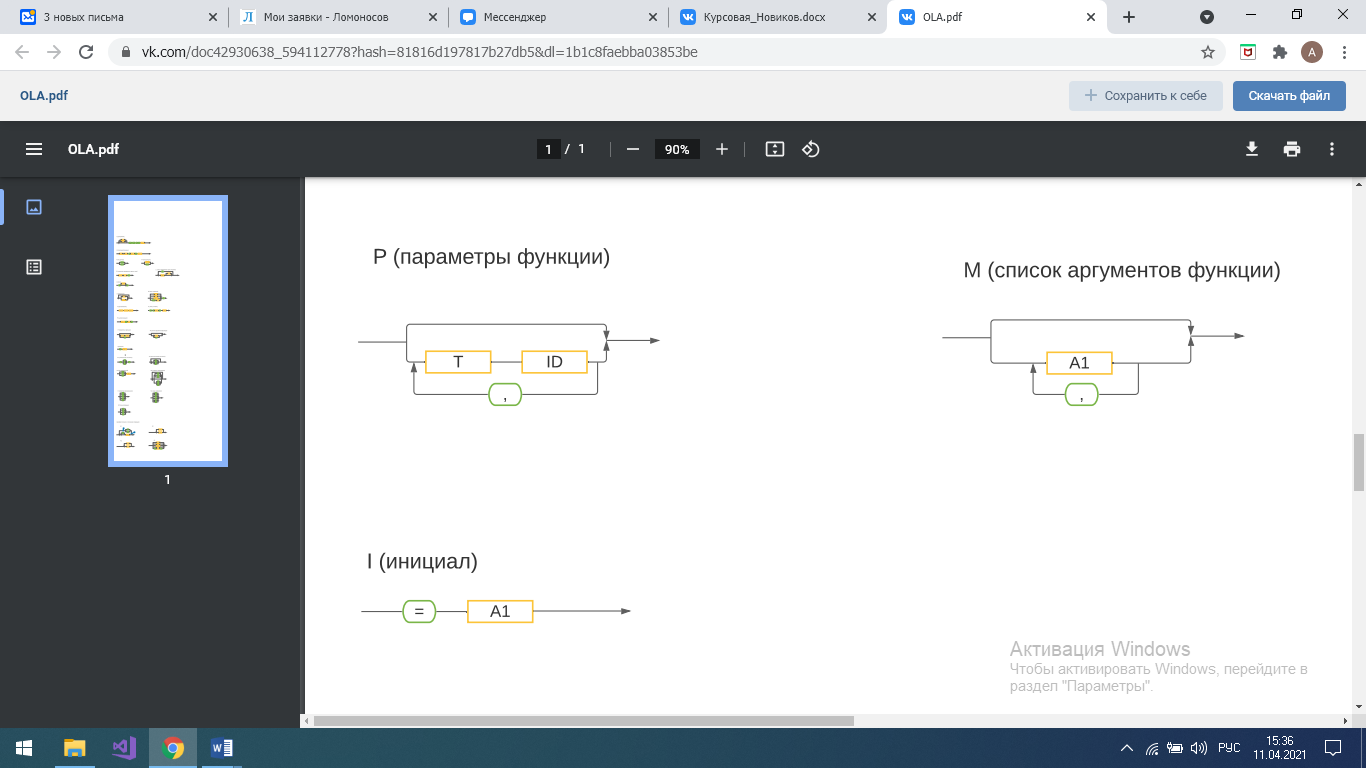 3 новых письма
Мои заявки - Ломоносов
Мессенджер
Курсовая_Новиков.docx
OLA.pdf
vk.com/doc42930638_594112778?hash=81816d197817b27db5&dl=1b1c8faebba03853be
A
OLA.pdf
Сохранить к себе
Скачать файл
OLA.pdf
1 / 1
90%
P (параметры функции)
M (список аргументов функции)
T
ID
,
A1
,
I (инициал)
=
A1
1
Активация Windows
Чтобы активировать Windows, перейдите в
раздел "Параметры".
РУС
15:36
11.04.2021